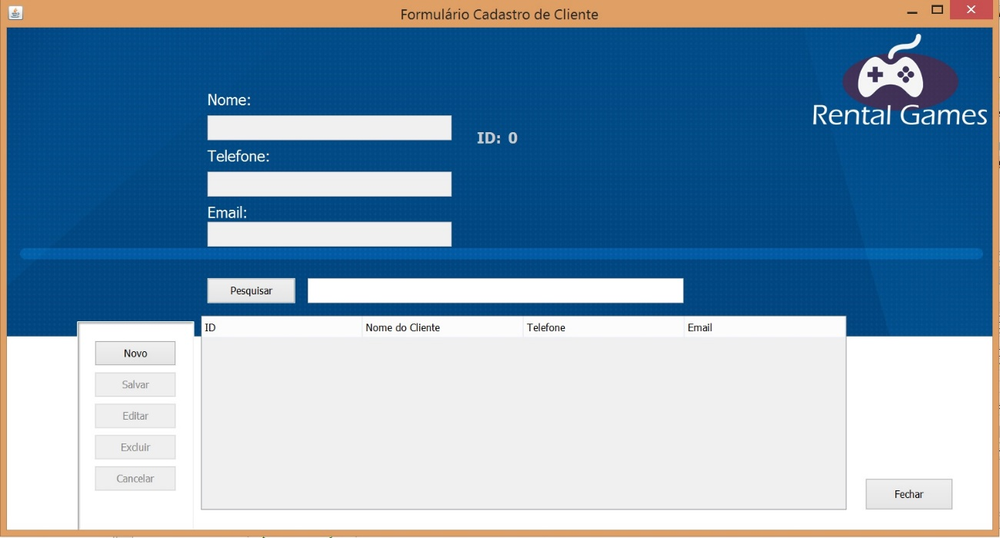 Formulário Cadastro de Cliente
Rental Games
Nome:
ID: 0
Telefone:
Email:
Pesquisar
ID Nome do Cliente Telefone Email
Novo
Salvar
Editar
Excluir
Cancelar
Fechar